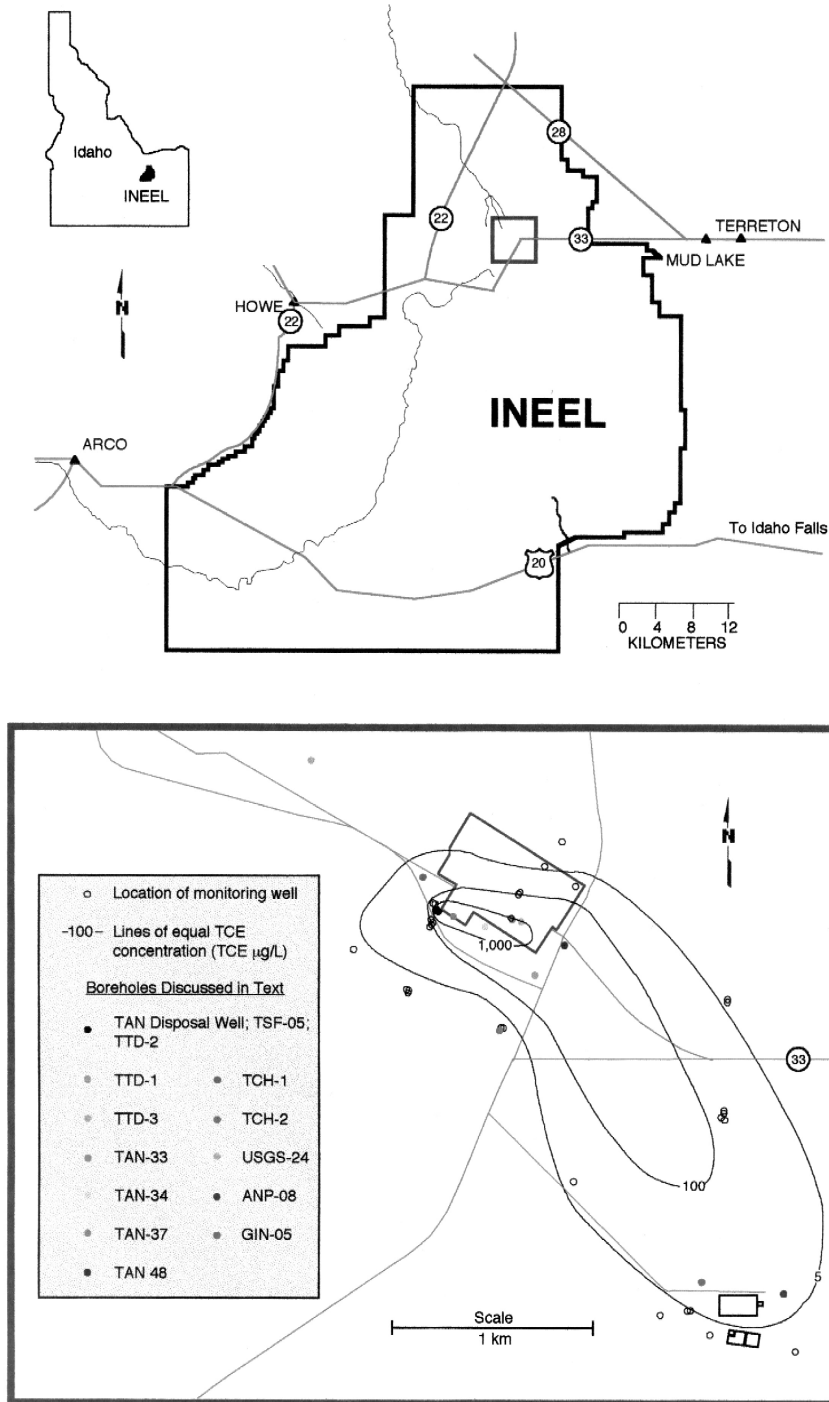 Idaho
INEEL
28
22
33
TERRETON
MUD LAKE
N
HOWE
22
INEEL
ARCO
To Idaho Falls
20
0 4 8 12
KILOMETERS
N
Location of monitoring well
-100- Lines of equal TCE
concentration (TCE µg/L)
Boreholes Discussed in Text
TAN Disposal Well; TSF-05;
TTD-2
TTD-1 TCH-1
TTD-3 TCH-2
TAN-33 USGS-24
TAN-34 ANP-08
TAN-37 GIN-05
TAN 48
1,000
33
100
5
Scale
1 km